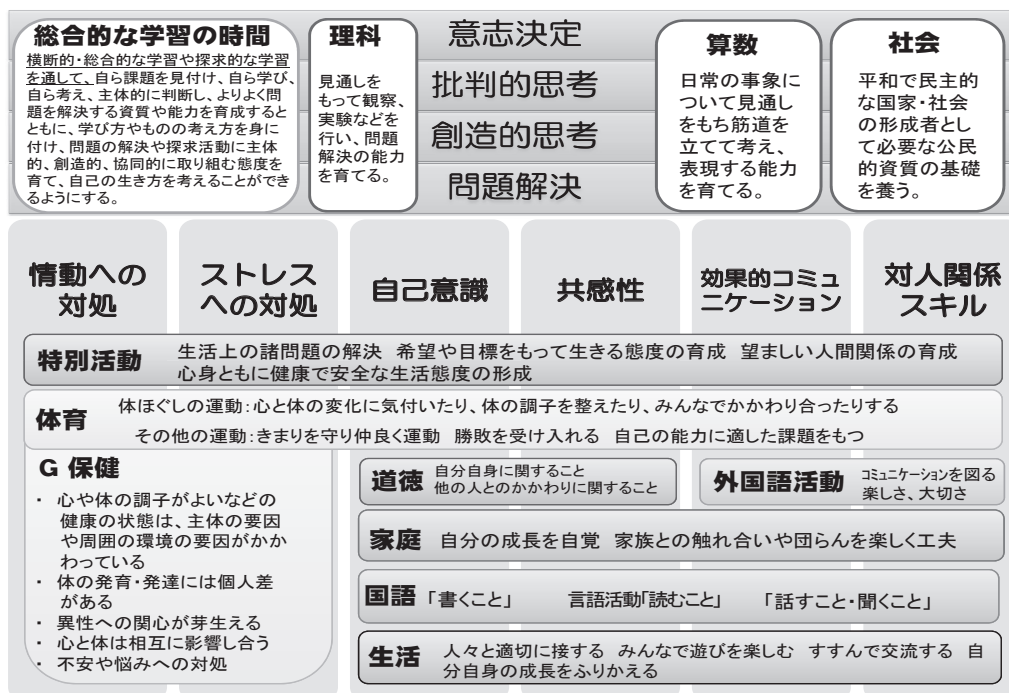 総合的な学習の時間
横断的・総合的な学習や探求的な学習
を通して、自ら課題を見付け、自ら学び、
自ら考え、主体的に判断し、よりよく問
題を解決する資質や能力を育成すると
ともに、学び方やものの考え方を身に
付け、問題の解決や探求活動に主体
的、創造的、協同的に取り組む態度を
育て、自己の生き方を考えることができ
るようにする。
理科
見通しを
もって観察、
実験などを
行い、問題
解決の能力
を育てる。
意志決定
批判的思考
創造的思考
問題解決
算数
日常の事象に
ついて見通し
をもち筋道を
立てて考え、
表現する能力
を育てる。
社会
平和で民主的
な国家・社会
の形成者とし
て必要な公民
的資質の基礎
を養う。
情動への
対処
ストレス
への対処
自己意識
共感性
効果的コミュ
ニケーション
対人関係
スキル
特別活動
生活上の諸問題の解決 希望や目標をもって生きる態度の育成 望ましい人間関係の育成
心身ともに健康で安全な生活態度の形成
体育
体ほぐしの運動:心と体の変化に気付いたり、体の調子を整えたり、みんなでかかわり合ったりする
その他の運動:きまりを守り仲良く運動 勝敗を受け入れる 自己の能力に適した課題をもつ
G 保健
・ 心や体の調子がよいなどの
健康の状態は、主体の要因
や周囲の環境の要因がかか
わっている
・ 体の発育・発達には個人差
がある
・ 異性への関心が芽生える
・ 心と体は相互に影響し合う
・ 不安や悩みへの対処
道徳
自分自身に関すること
他の人とのかかわりに関すること
外国語活動
コミュニケーションを図る
楽しさ、大切さ
家庭 自分の成長を自覚 家族との触れ合いや団らんを楽しく工夫
国語 「書くこと」 言語活動「読むこと」 「話すこと・聞くこと」
生活
人々と適切に接する みんなで遊びを楽しむ すすんで交流する 自
分自身の成長をふりかえる